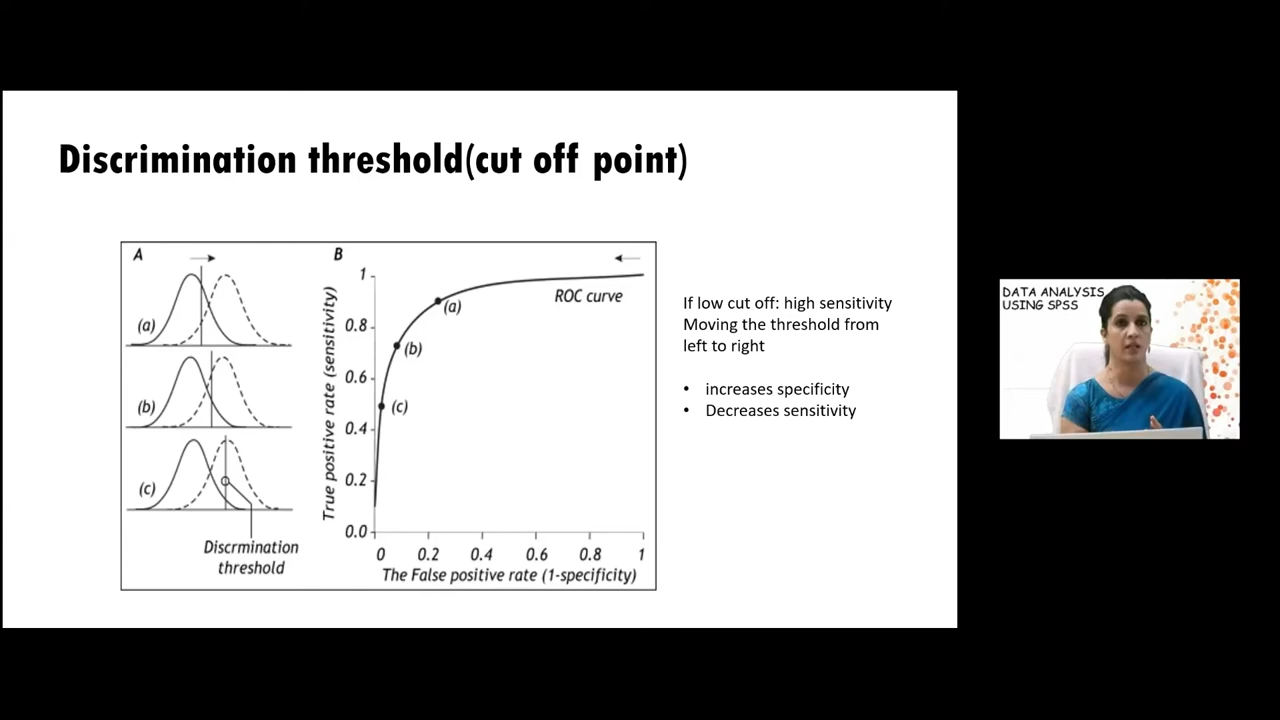 Discrimination threshold(cut off point)
A
(a)
(b)
(c)
Discrmination
threshold
B
ROC curve
True positive rate (sensitivity)
1
0.8
0.6
0.4
0.2
0.0
(a)
(b)
(c)
0 0.2 0.4 0.6 0.8 1
The False positive rate (1-specificity)
If low cut off: high sensitivity
Moving the threshold from
left to right
• increases specificity
• Decreases sensitivity
DATA ANALYSIS
USING SPSS